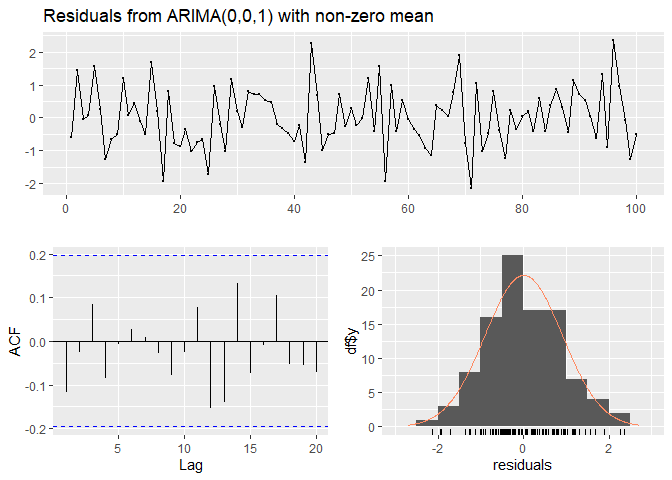 Residuals from ARIMA(0,0,1) with non-zero mean
2
1
0
-1
-2
0 20 40 60 80 100
0.2
0.1
0.0
-0.1
-0.2
ACF
5 10 15 20
Lag
25
20
15
10
5
0
df$y
-2 0 2
residuals